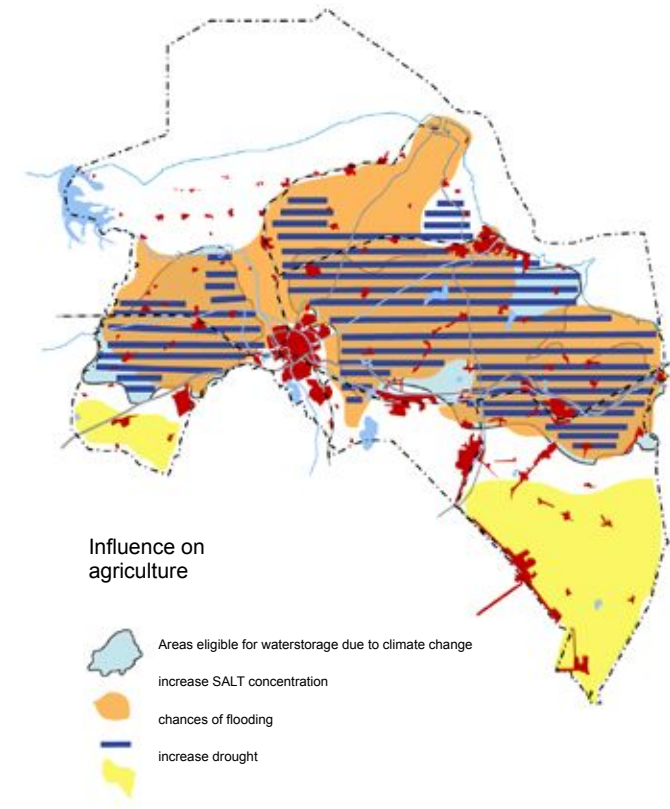 Influence on
agriculture
Areas eligible for waterstorage due to climate change
increase SALT concentration
chances of flooding
increase drought